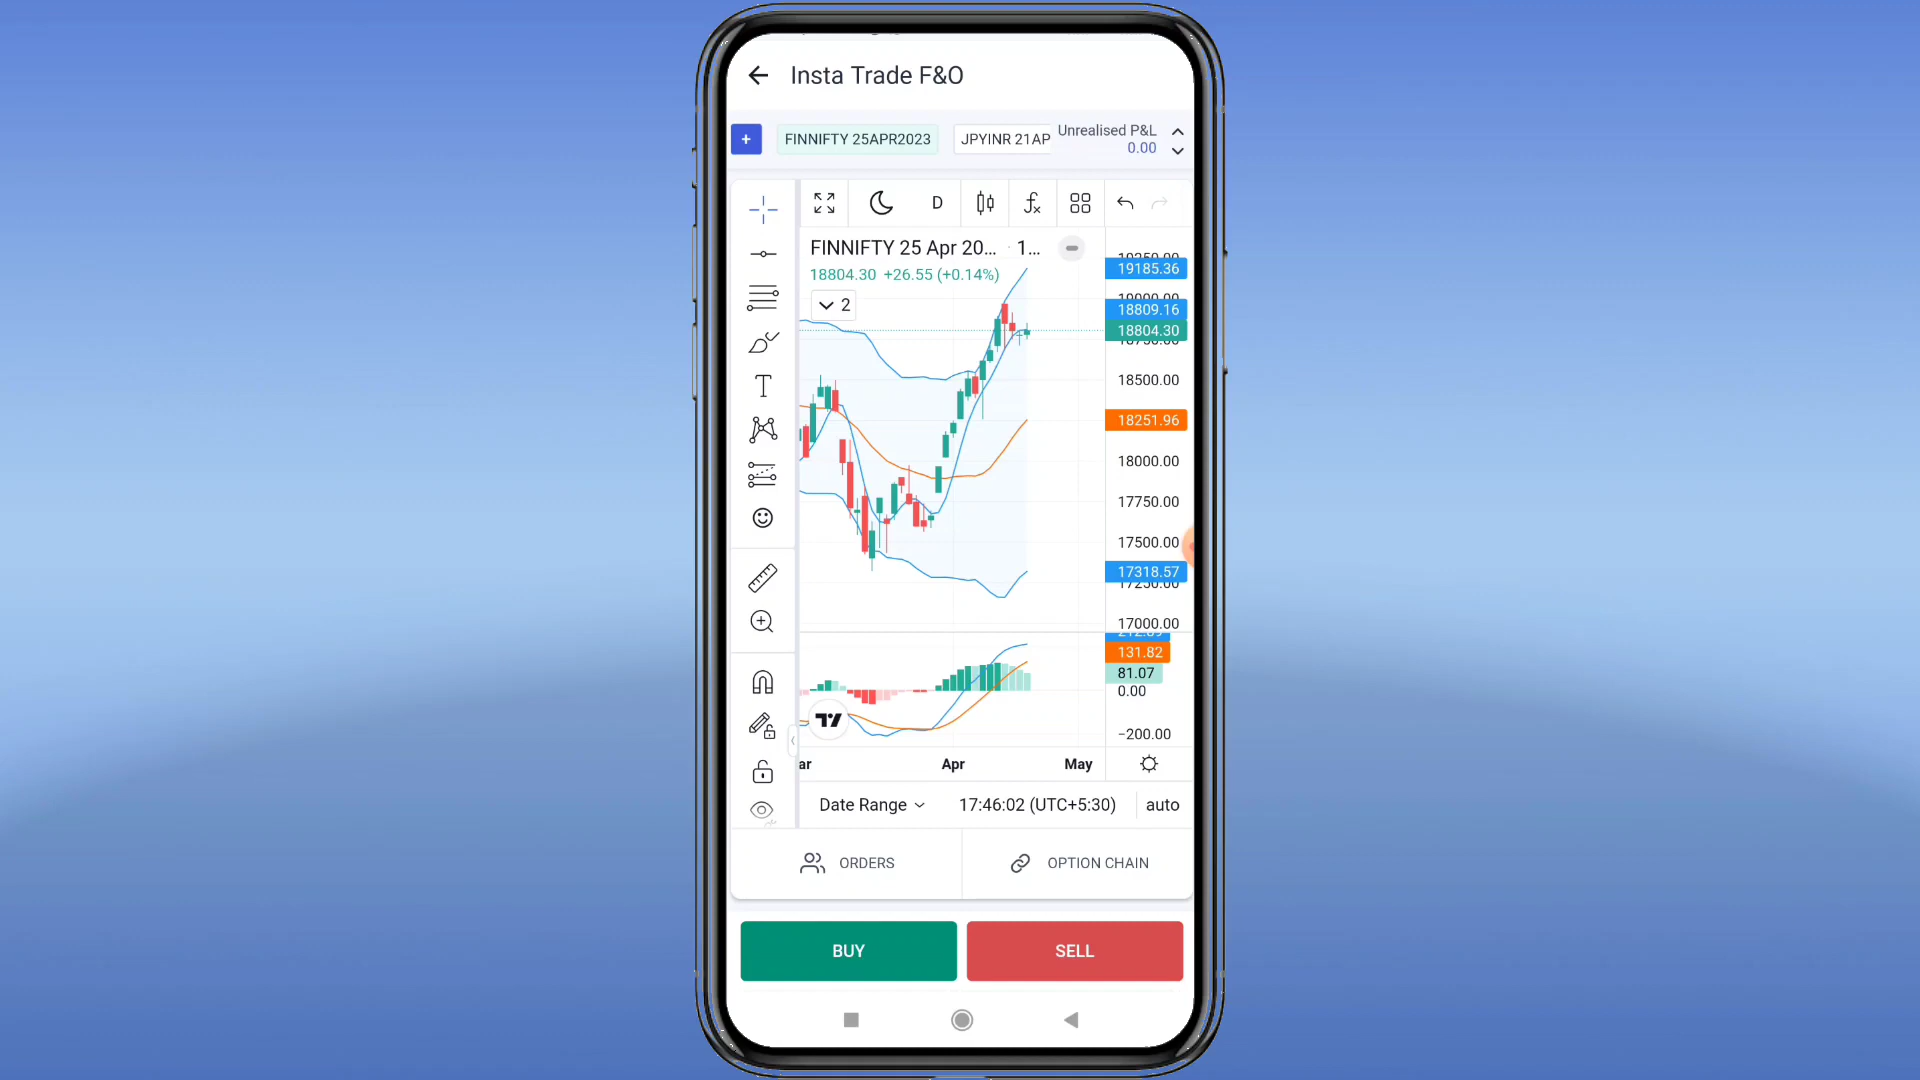 Insta Trade F&O
+
FINNIFTY 25APR2023
JPYINR 21AP
Unrealised P&L
0.00
D
FINNIFTY 25 Apr 20... · 1...
18804.30 +26.55 (+0.14%)
2
19185.36
18809.16
18804.30
18500.00
18251.96
18000.00
17750.00
17500.00
17318.57
17000.00
131.82
81.07
0.00
−200.00
ar
Apr
May
Date Range
17:46:02 (UTC+5:30)
auto
ORDERS
OPTION CHAIN
BUY
SELL